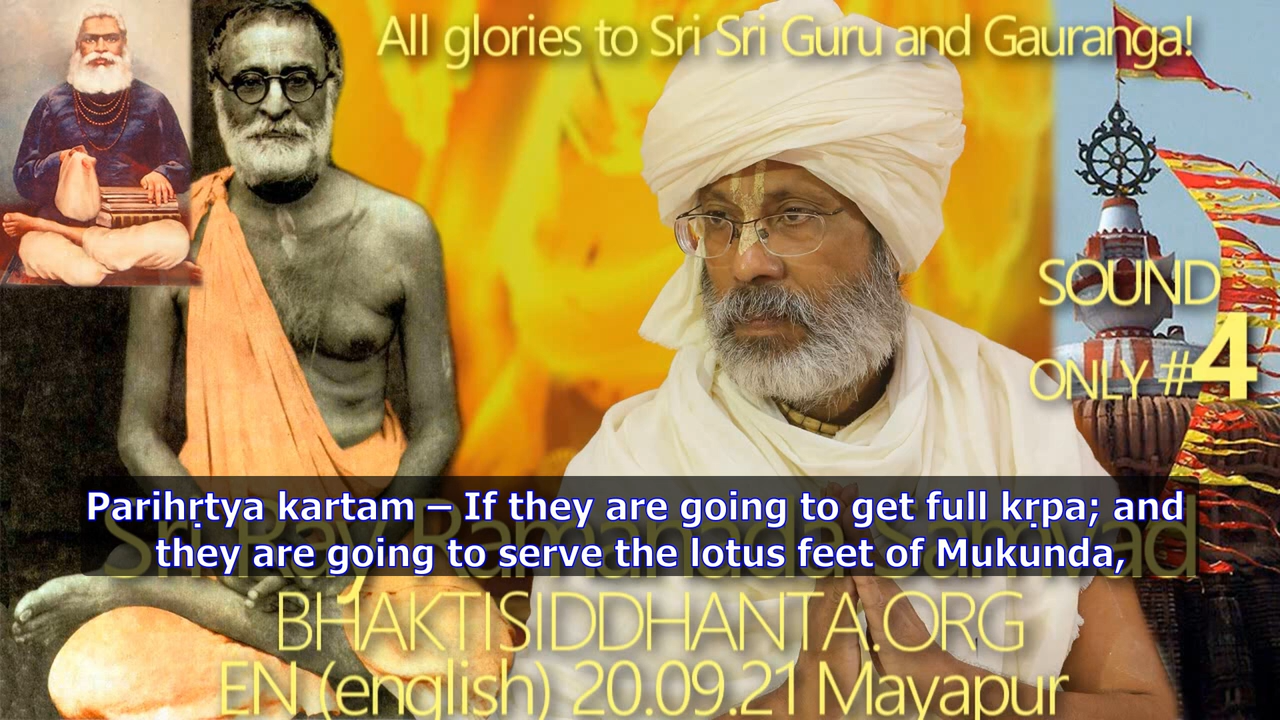 All glories to Sri Sri Guru and Gauranga!
SOUND
ONLY #4
Parihṛtya kartam – If they are going to get full kṛpa; and
they are going to serve the lotus feet of Mukunda,
Sri Ray Ramananda Samvad
BHAKTISIDDHANTA.ORG
EN (english) 20.09.21 Mayapur